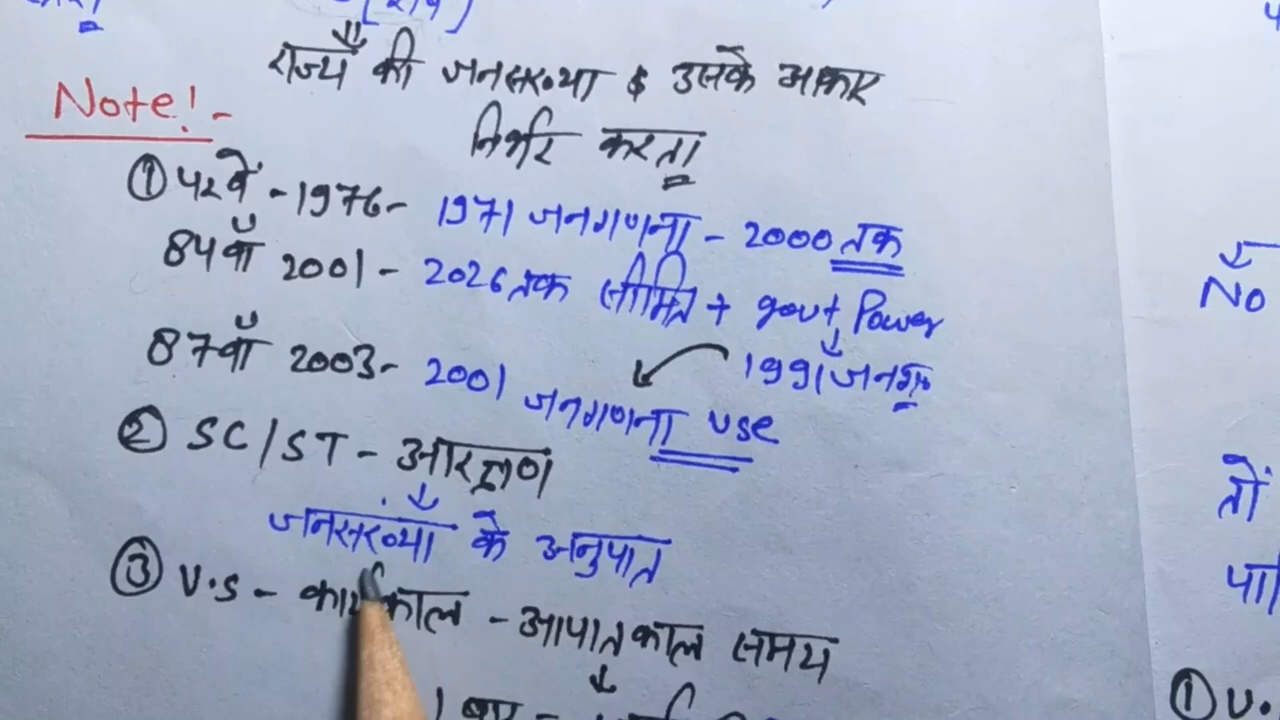 राज्य की जनसंख्या & उसके आकार
निर्भर करता
Note!-
① 42वें - 1976 - 1971 जनगणना - 2000 तक
84वाँ 2001 - 2026 तक सीमित + govt Power
1991 जनग॰
87वाँ 2003 - 2001 जनगणना use
② SC/ST - आरक्षण
जनसंख्या के अनुपात
③ V.S - कार्यकाल - आपातकाल समय
1 बार -
No
तों
पा
① V.